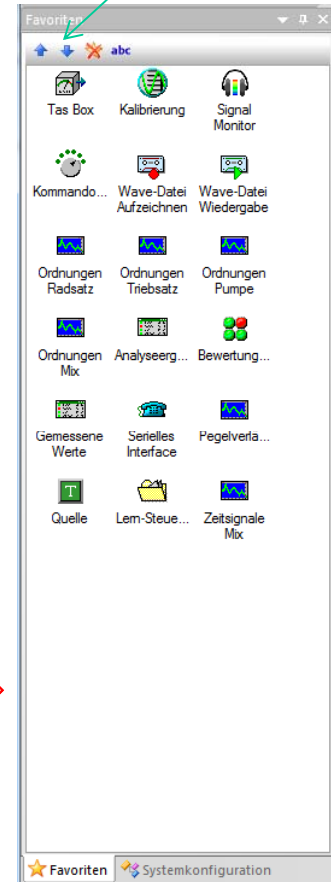 Favoriten
abc
Tas Box Kalibrierung Signal
Monitor
Kommando... Wave-Datei Wave-Datei
Aufzeichnen Wiedergabe
Ordnungen Ordnungen Ordnungen
Radsatz Triebsatz Pumpe
Ordnungen Analyseerg... Bewertung...
Mix
Gemessene Serielles Pegelverlä...
Werte Interface
T
Quelle Lern-Steue... Zeitsignale
Mix
Favoriten Systemkonfiguration